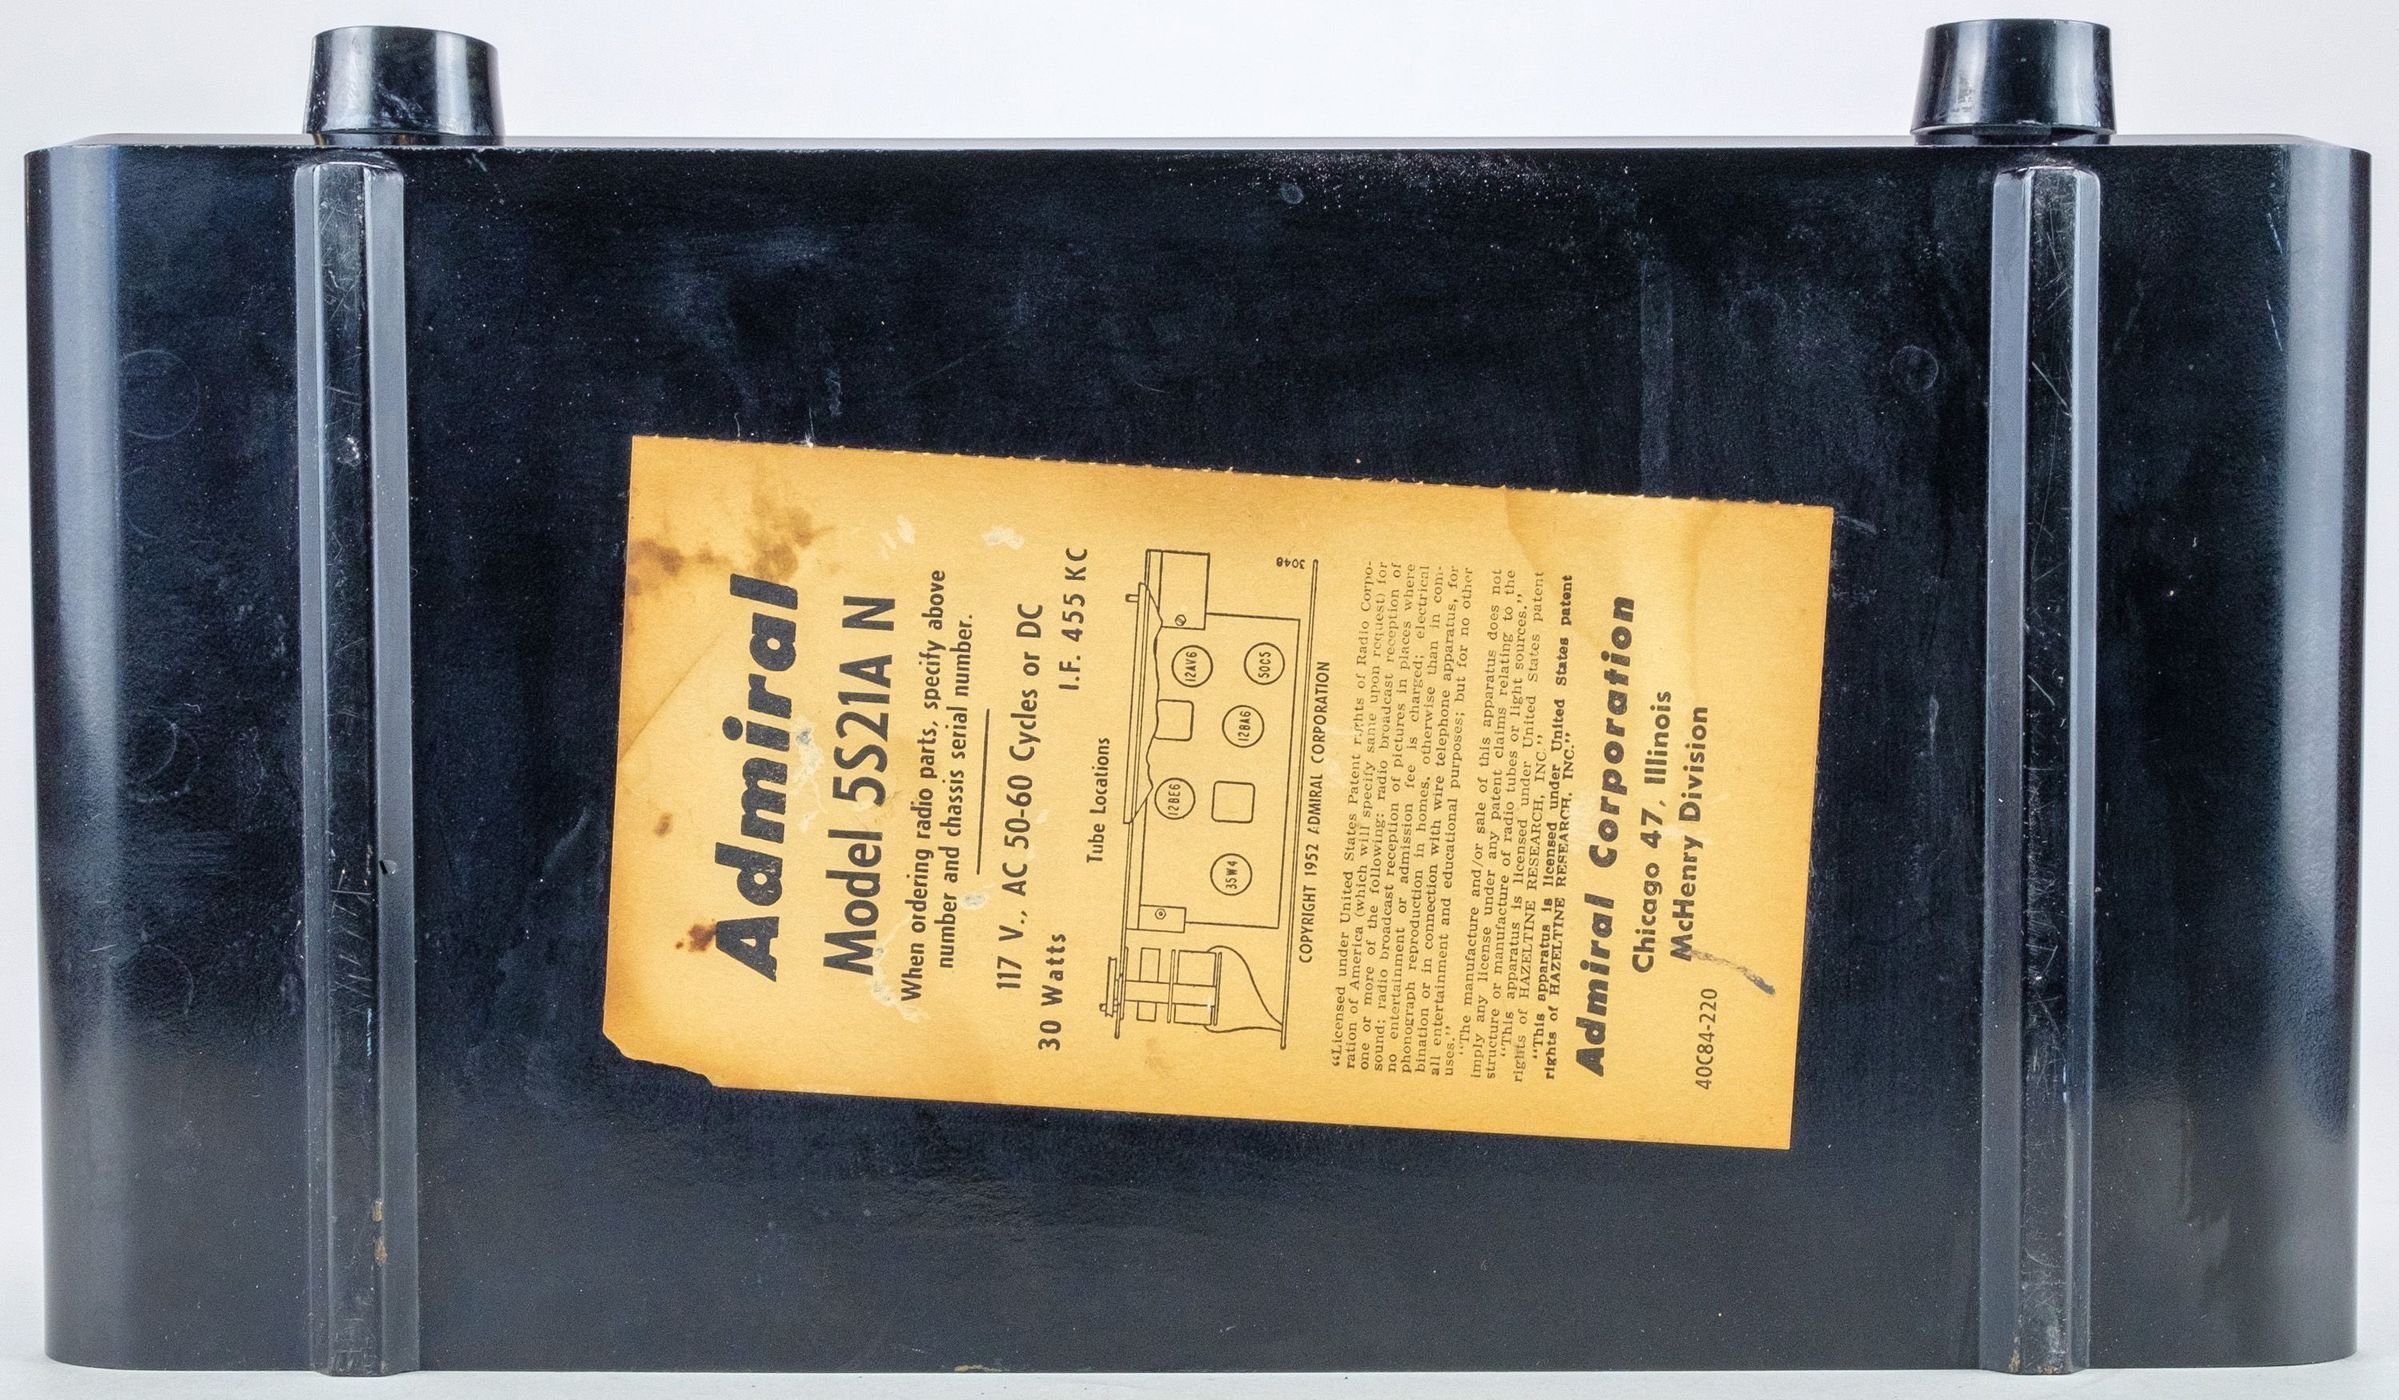 Admiral
Model 5S21A N
When ordering radio parts, specify above
number and chassis serial number.
117 V., AC 50-60 Cycles or DC
30 Watts I.F. 455 KC
Tube Locations
12BE6
12AV6
35W4
12BA6
50C5
3048
COPYRIGHT 1952 ADMIRAL CORPORATION
"Licensed under United States Patent rights of Radio Corpo-
ration of America (which will specify same upon request) for
one or more of the following: radio broadcast reception of
sound; radio broadcast reception of pictures in places where
no entertainment or admission fee is charged; electrical
phonograph reproduction in homes, otherwise than in com-
bination or in connection with wire telephone apparatus, for
all entertainment and educational purposes; but for no other
uses."
"The manufacture and/or sale of this apparatus does not
imply any license under any patent claims relating to the
structure or manufacture of radio tubes or light sources."
"This apparatus is licensed under United States patent
rights of HAZELTINE RESEARCH, INC."
"This apparatus is licensed under United States patent
rights of HAZELTINE RESEARCH, INC."
Admiral Corporation
Chicago 47, Illinois
McHenry Division
40C84-220